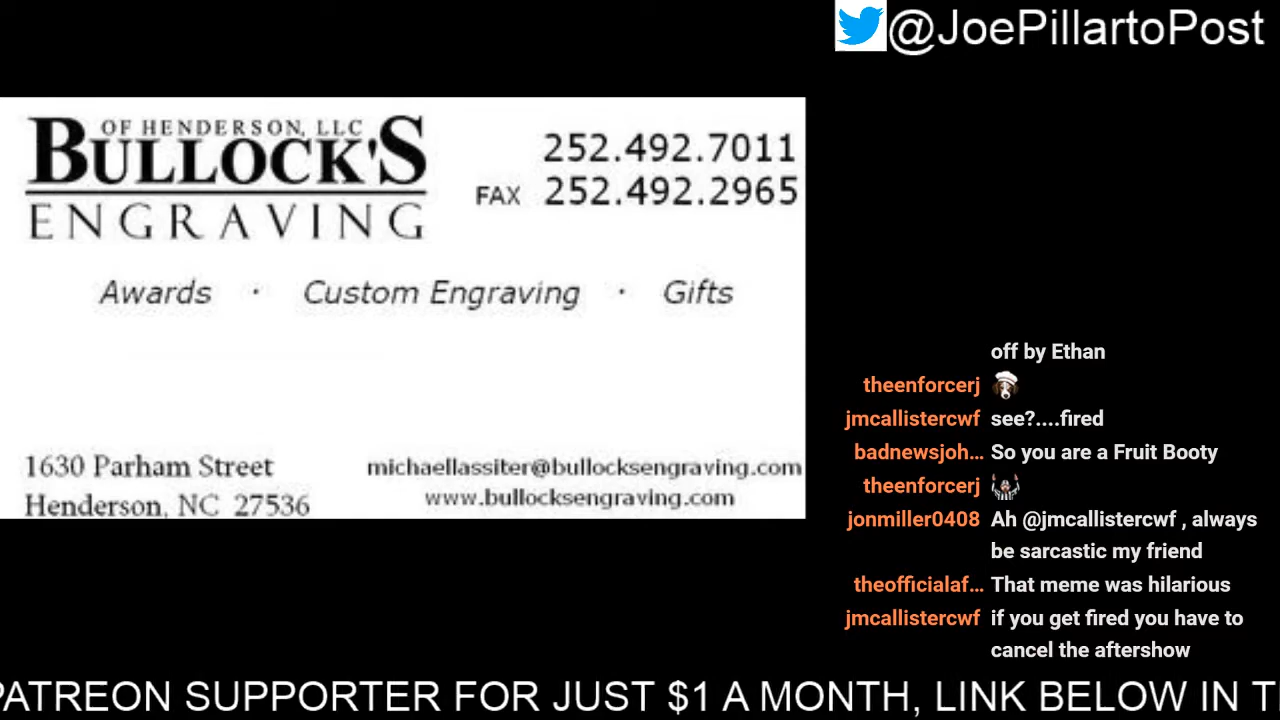 @JoePillartoPost
OF HENDERSON, LLC
BULLOCK'S
ENGRAVING
252.492.7011
FAX 252.492.2965
Awards · Custom Engraving · Gifts
1630 Parham Street
Henderson, NC 27536
michaellassiter@bullocksengraving.com
www.bullocksengraving.com
off by Ethan
theenforcerj
jmcallistercwf see?....fired
badnewsjoh… So you are a Fruit Booty
theenforcerj
jonmiller0408 Ah @jmcallistercwf , always
be sarcastic my friend
theofficialaf… That meme was hilarious
jmcallistercwf if you get fired you have to
cancel the aftershow
PATREON SUPPORTER FOR JUST $1 A MONTH, LINK BELOW IN T